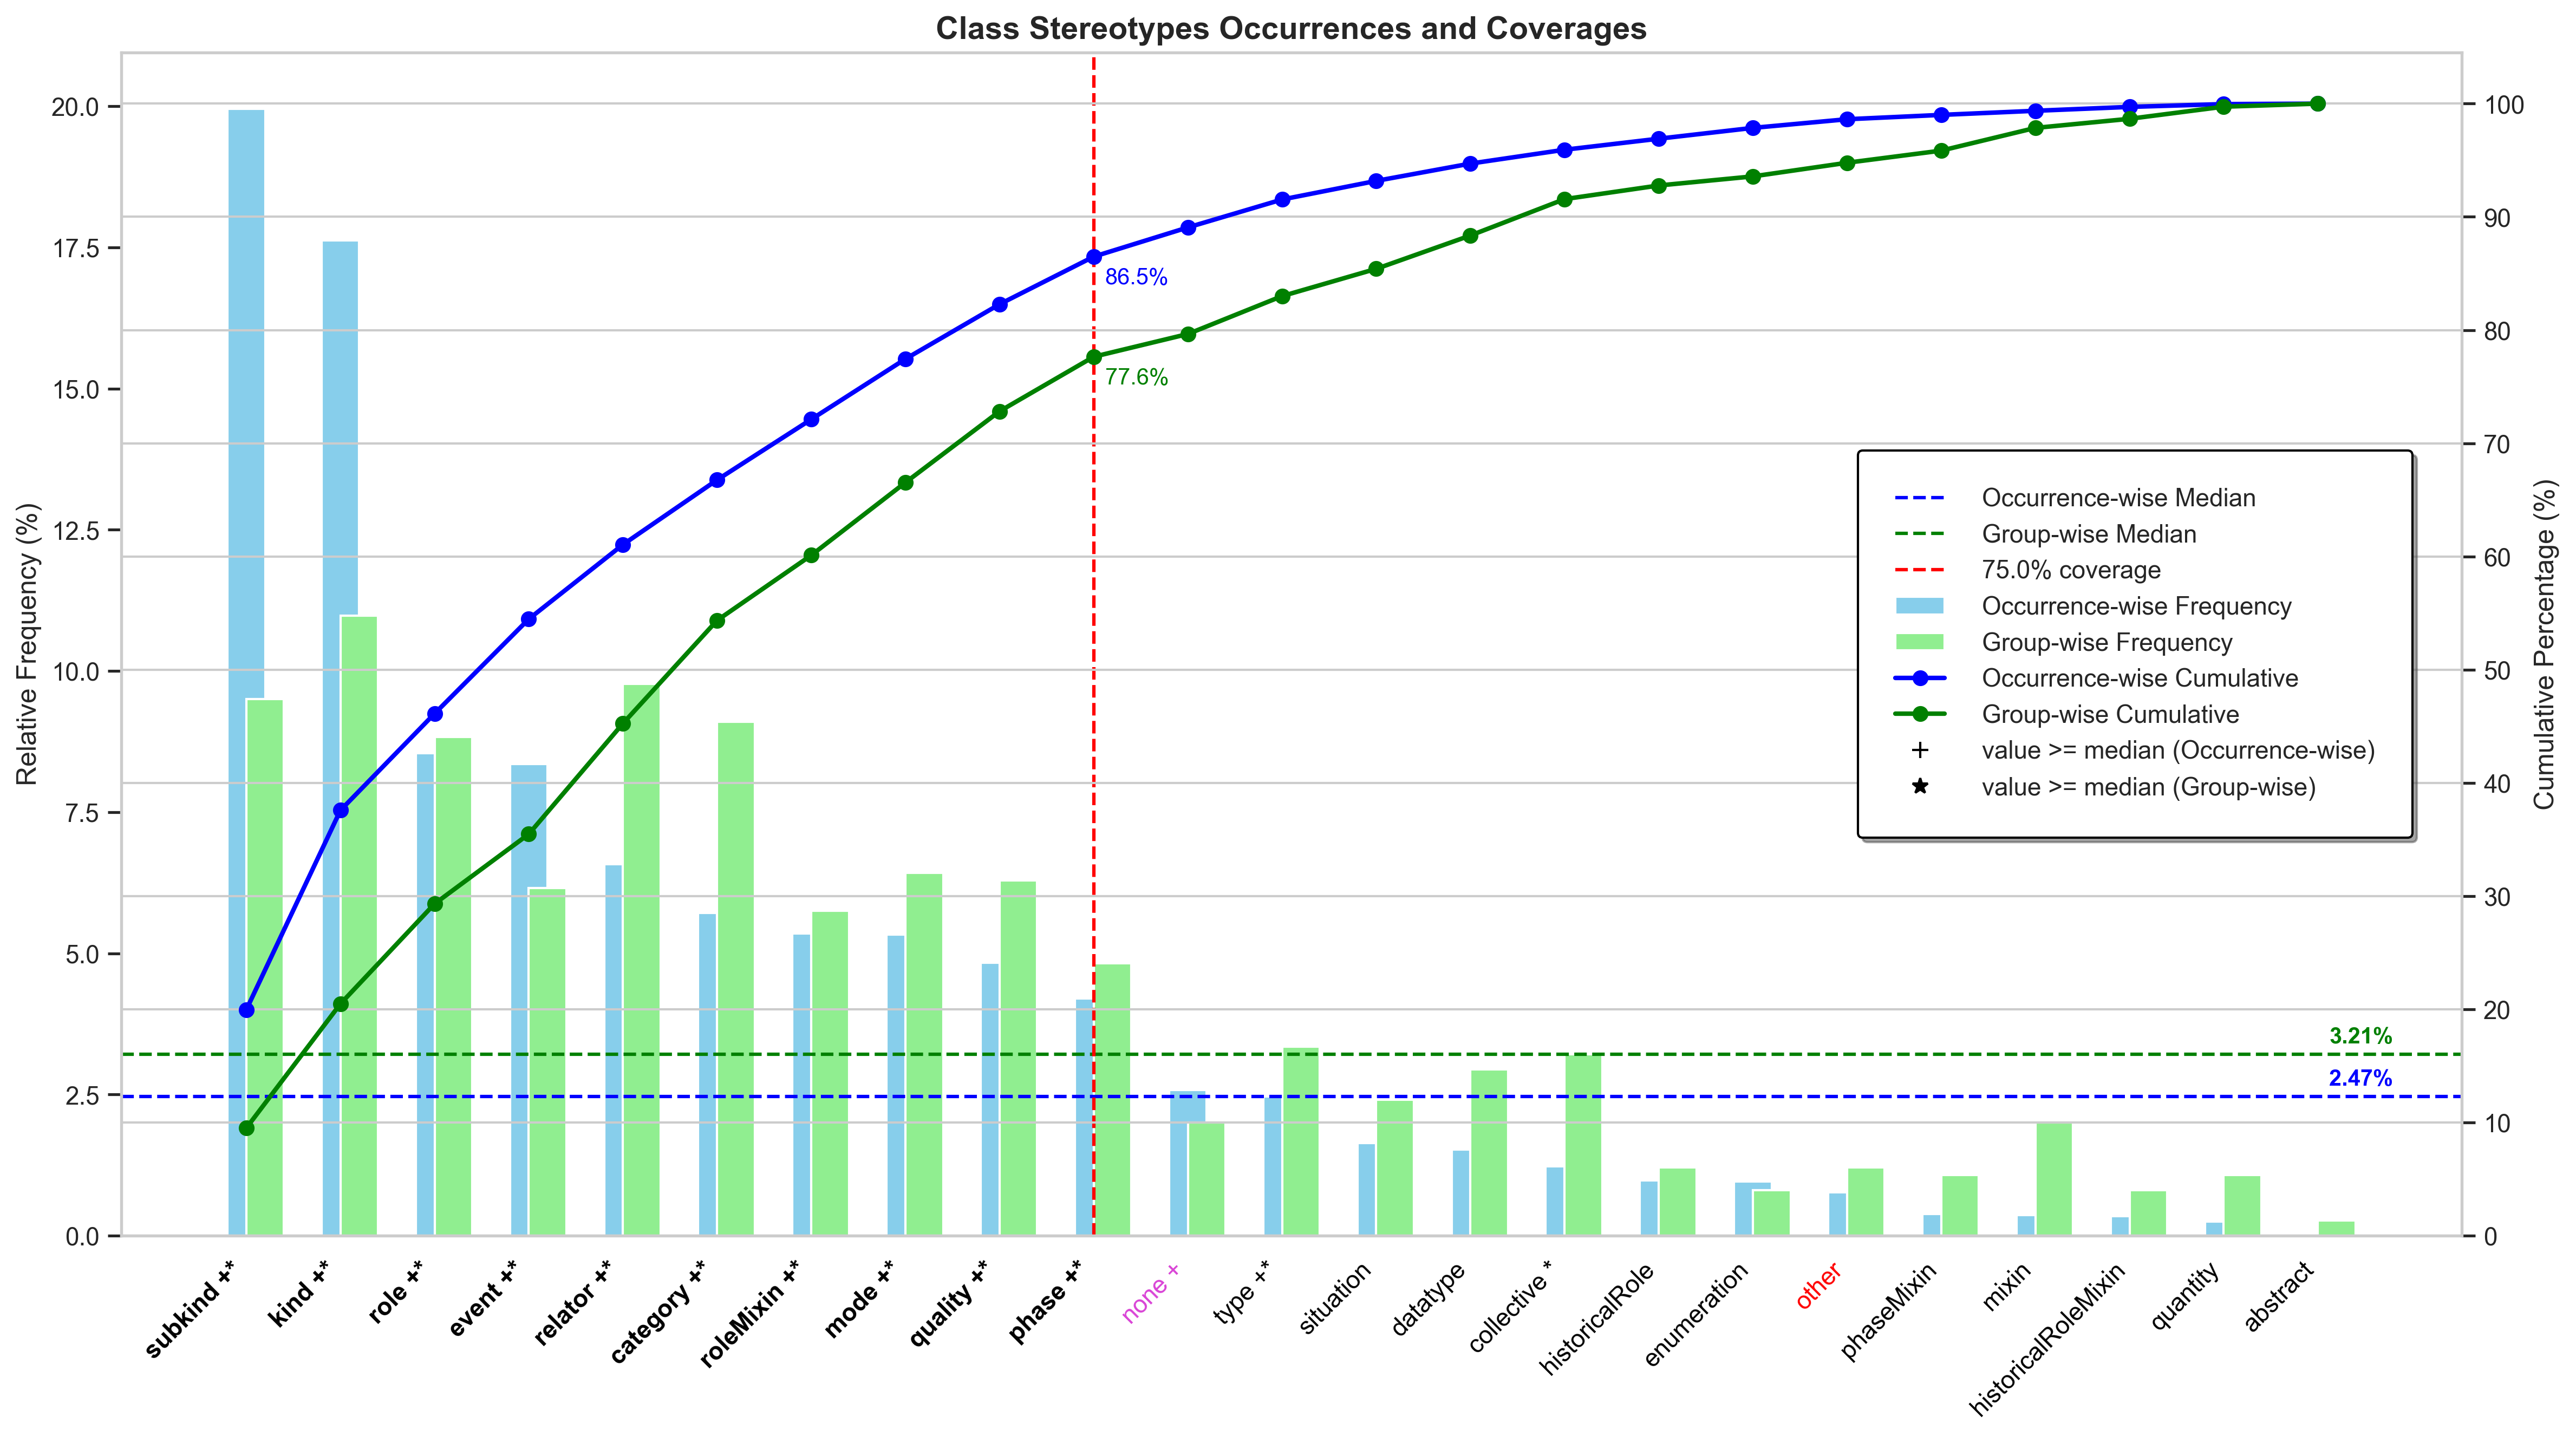 Class Stereotypes Occurrences and Coverages
Relative Frequency (%)
20.0
17.5
15.0
12.5
10.0
7.5
5.0
2.5
0.0
86.5%
77.6%
3.21%
2.47%
Occurrence-wise Median
Group-wise Median
75.0% coverage
Occurrence-wise Frequency
Group-wise Frequency
Occurrence-wise Cumulative
Group-wise Cumulative
value >= median (Occurrence-wise)
value >= median (Group-wise)
100
90
80
70
60
50
40
30
20
10
0
Cumulative Percentage (%)
subkind +*
kind +*
role +*
event +*
relator +*
category +*
roleMixin +*
mode +*
quality +*
phase +*
none +
type +*
situation
datatype
collective *
historicalRole
enumeration
other
phaseMixin
mixin
historicalRoleMixin
quantity
abstract